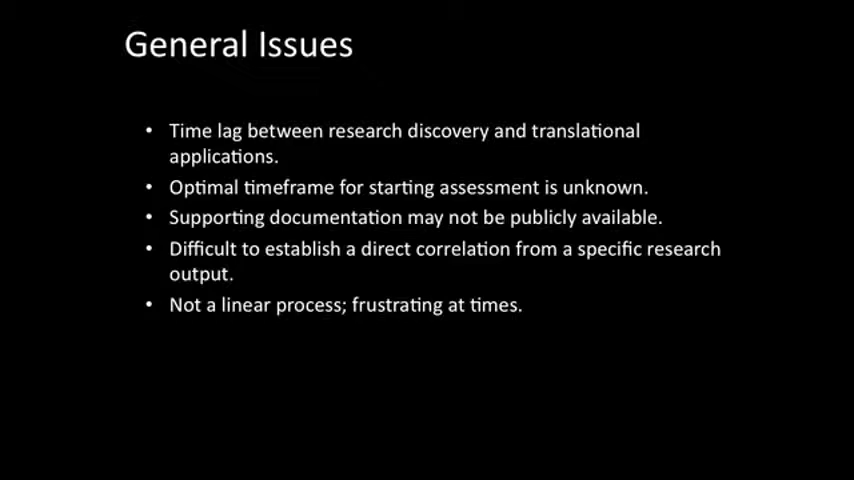 General Issues
• Time lag between research discovery and translational
applications.
• Optimal timeframe for starting assessment is unknown.
• Supporting documentation may not be publicly available.
• Difficult to establish a direct correlation from a specific research
output.
• Not a linear process; frustrating at times.